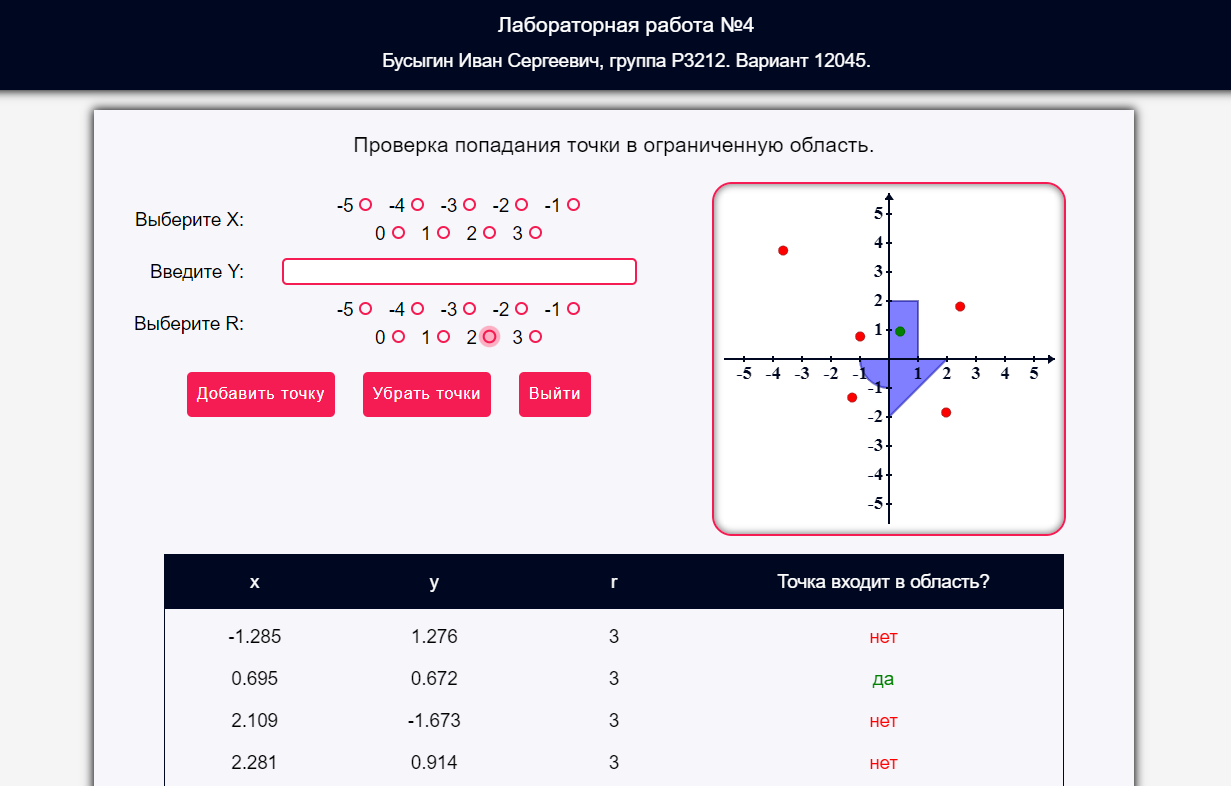 Лабораторная работа №4
Бусыгин Иван Сергеевич, группа P3212. Вариант 12045.
Проверка попадания точки в ограниченную область.
Выберите X:
-5 -4 -3 -2 -1
0 1 2 3
Введите Y:
Выберите R:
-5 -4 -3 -2 -1
0 1 2 3
Добавить точку Убрать точки Выйти
5
4
3
2
1
-5 -4 -3 -2 -1 1 2 3 4 5
-1
-2
-3
-4
-5
x y r Точка входит в область?
-1.285 1.276 3 нет
0.695 0.672 3 да
2.109 -1.673 3 нет
2.281 0.914 3 нет